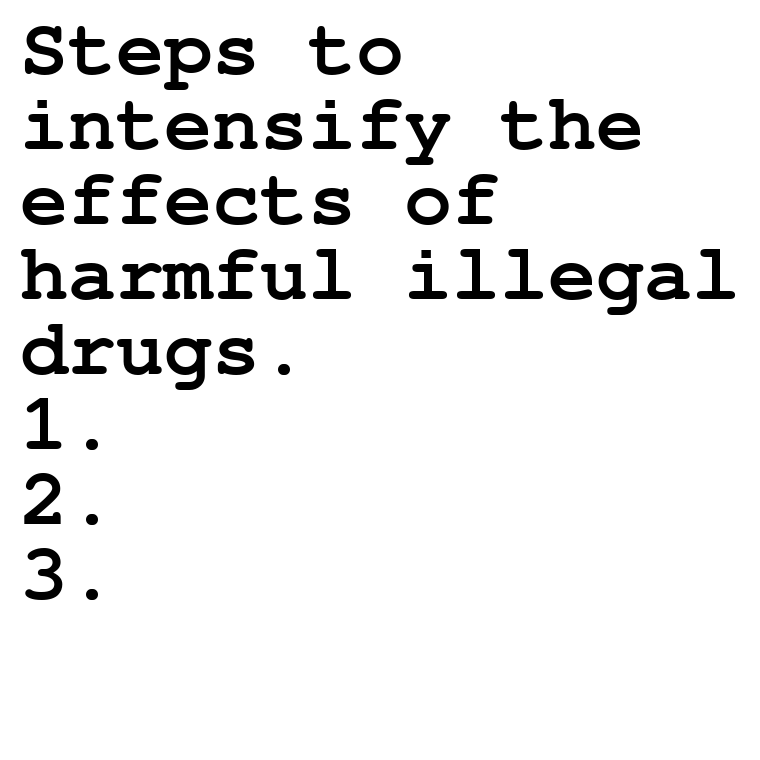 Steps to
intensify the
effects of
harmful illegal
drugs.
1.
2.
3.